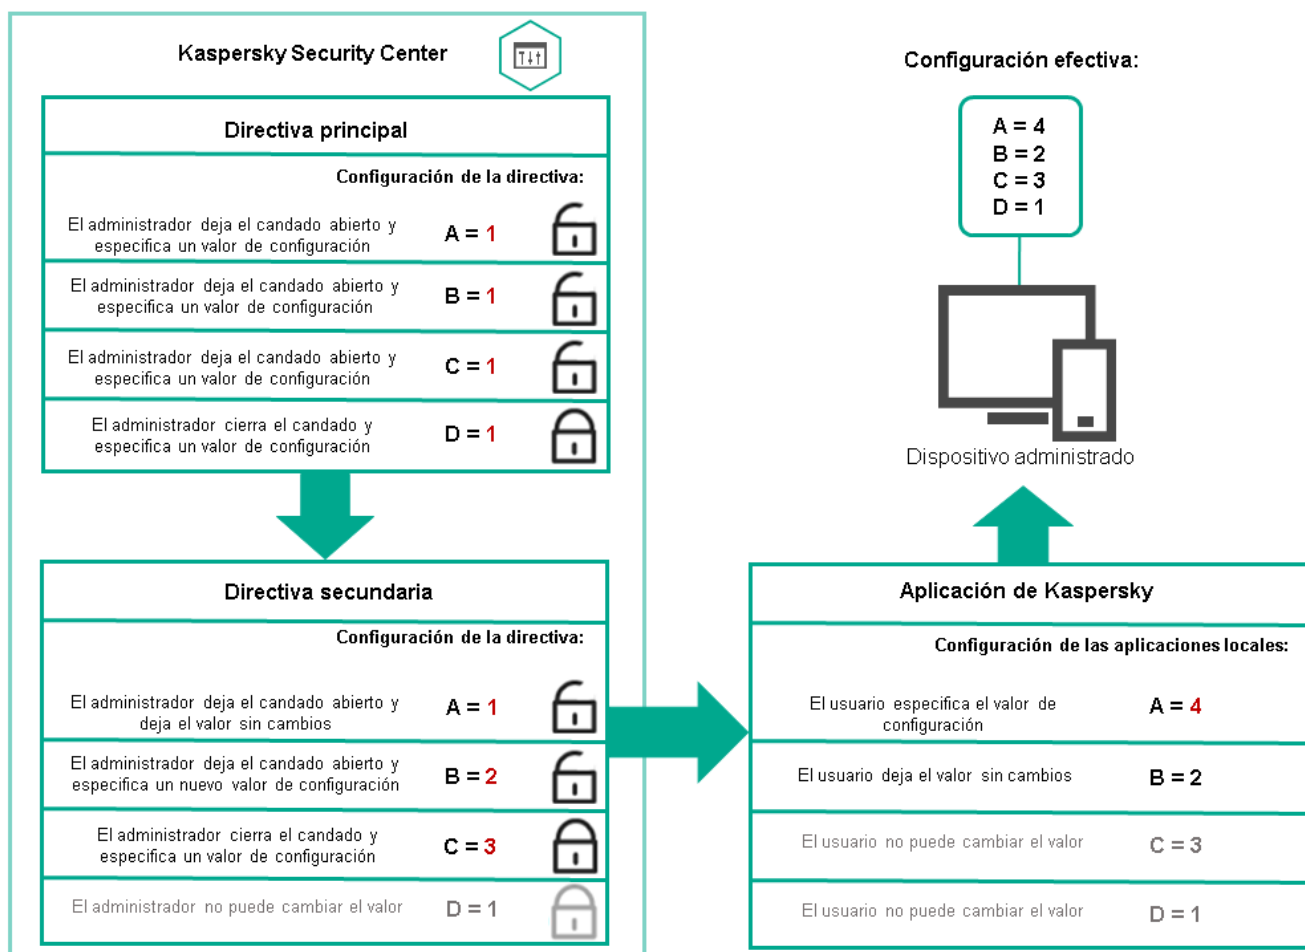 Kaspersky Security Center
Directiva principal
Configuración de la directiva:
El administrador deja el candado abierto y
especifica un valor de configuración
A = 1
El administrador deja el candado abierto y
especifica un valor de configuración
B = 1
El administrador deja el candado abierto y
especifica un valor de configuración
C = 1
El administrador cierra el candado y
especifica un valor de configuración
D = 1
Directiva secundaria
Configuración de la directiva:
El administrador deja el candado abierto y
deja el valor sin cambios
A = 1
El administrador deja el candado abierto y
especifica un nuevo valor de configuración
B = 2
El administrador cierra el candado y
especifica un valor de configuración
C = 3
El administrador no puede cambiar el valor
D = 1
Configuración efectiva:
A = 4
B = 2
C = 3
D = 1
Dispositivo administrado
Aplicación de Kaspersky
Configuración de las aplicaciones locales:
El usuario especifica el valor de
configuración
A = 4
El usuario deja el valor sin cambios
B = 2
El usuario no puede cambiar el valor
C = 3
El usuario no puede cambiar el valor
D = 1